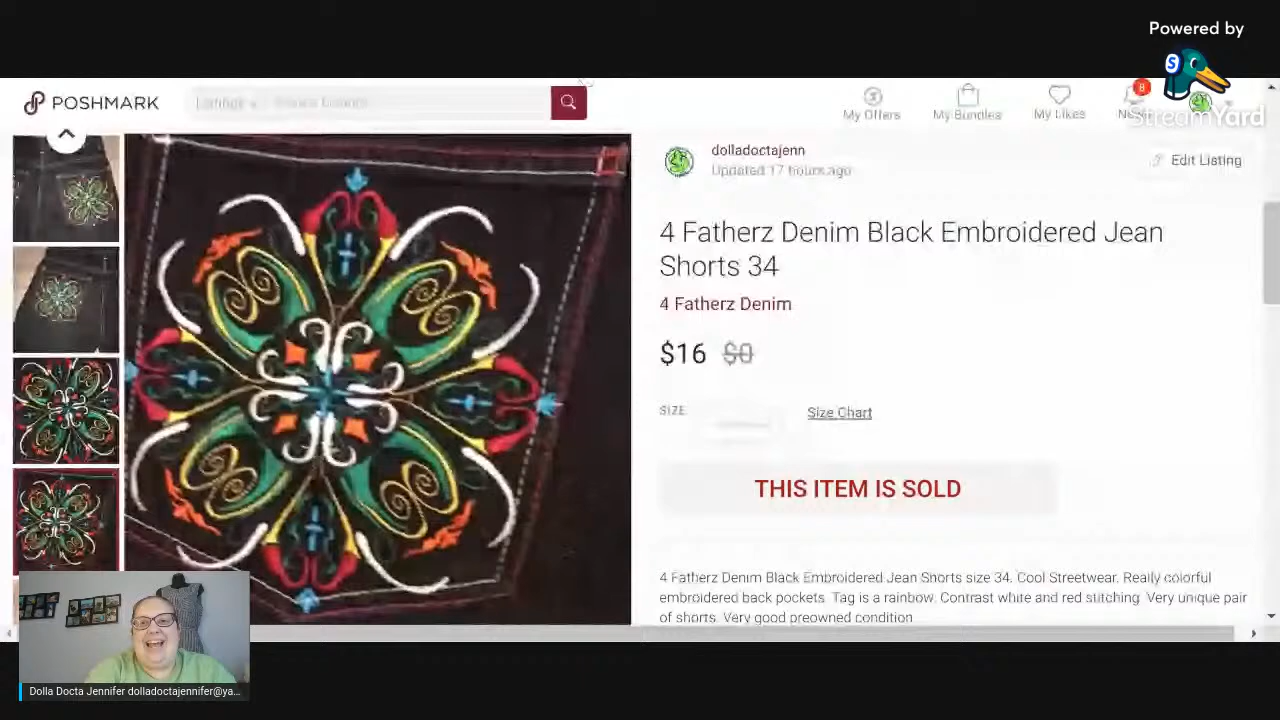 Powered by
StreamYard
POSHMARK
My Offers
My Bundles
My Likes
8
dolladoctajenn
Updated 17 hours ago
Edit Listing
4 Fatherz Denim Black Embroidered Jean
Shorts 34
4 Fatherz Denim
$16 $0
SIZE
Size Chart
THIS ITEM IS SOLD
4 Fatherz Denim Black Embroidered Jean Shorts size 34. Cool Streetwear. Really colorful
embroidered back pockets. Tag is a rainbow. Contrast white and red stitching. Very unique pair
of shorts. Very good preowned condition
Dolla Docta Jennifer dolladoctajennifer@ya...